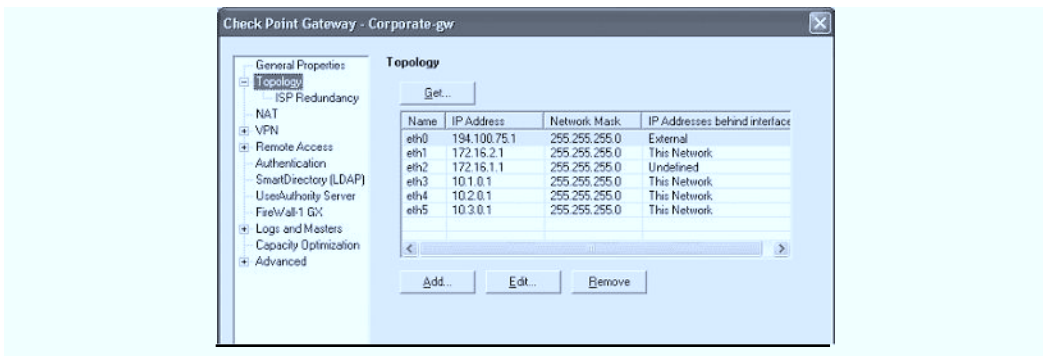 Check Point Gateway - Corporate-gw
General Properties
Topology
ISP Redundancy
NAT
VPN
Remote Access
Authentication
SmartDirectory (LDAP)
UserAuthority Server
FireWall-1 GX
Logs and Masters
Capacity Optimization
Advanced
Topology
Get...
Name IP Address Network Mask IP Addresses behind interface
eth0 194.100.75.1 255.255.255.0 External
eth1 172.16.2.1 255.255.255.0 This Network
eth2 172.16.1.1 255.255.255.0 Undefined
eth3 10.1.0.1 255.255.255.0 This Network
eth4 10.2.0.1 255.255.255.0 This Network
eth5 10.3.0.1 255.255.255.0 This Network
Add... Edit... Remove